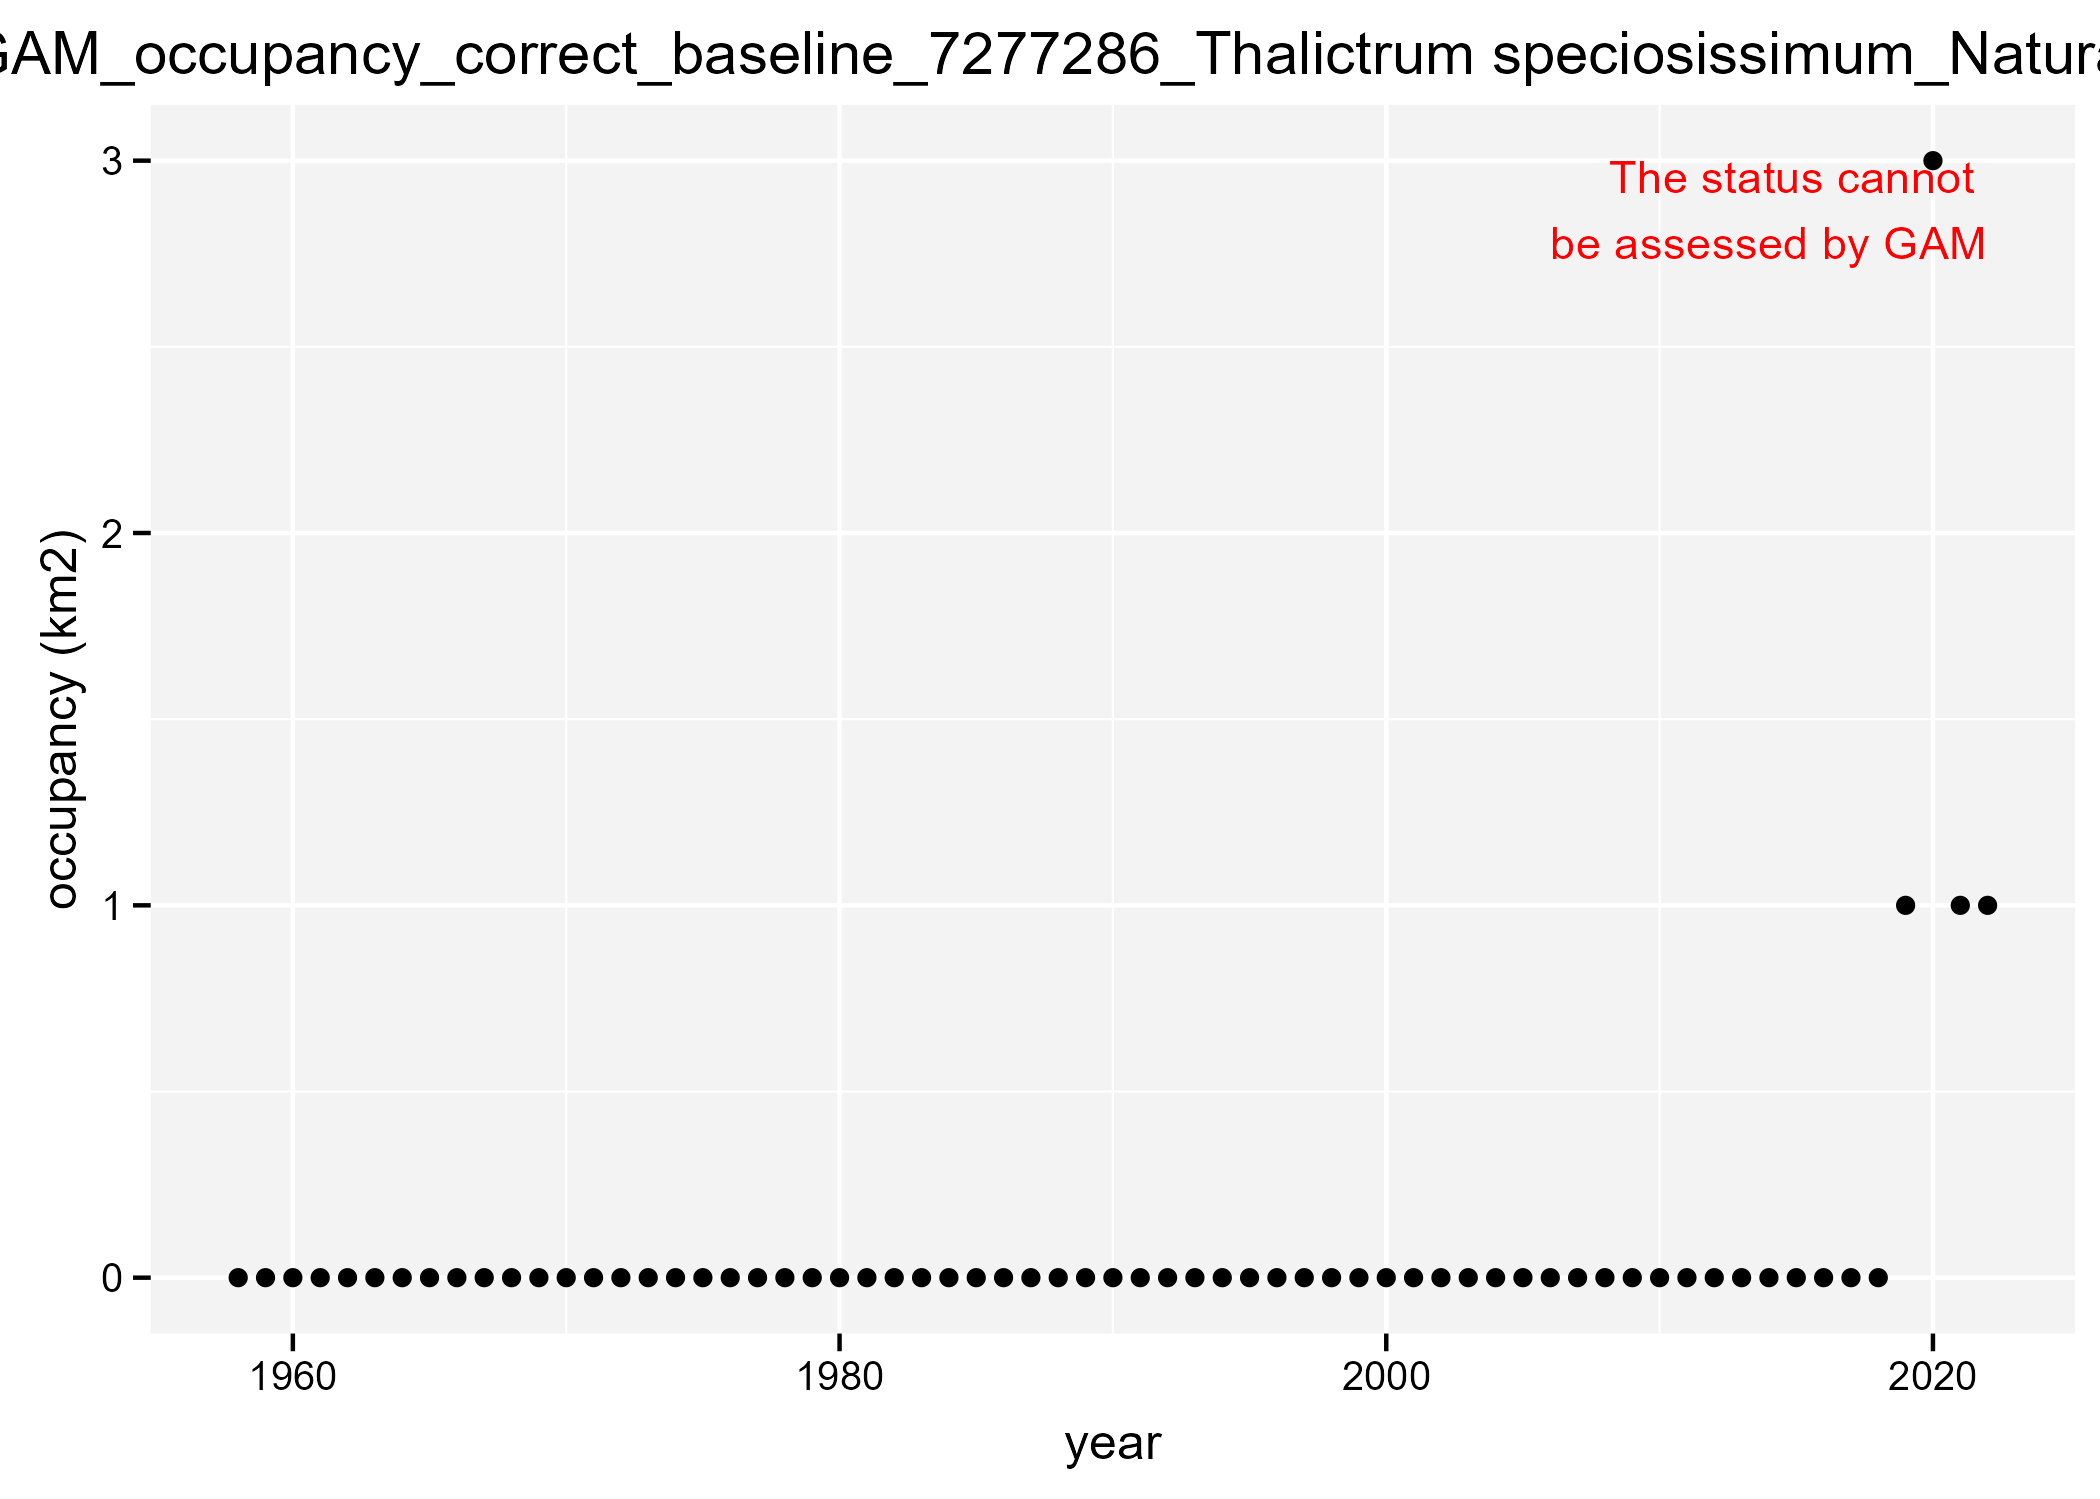 GAM_occupancy_correct_baseline_7277286_Thalictrum speciosissimum_Natura
3
The status cannot
be assessed by GAM
2
occupancy (km2)
1
0
1960 1980 2000 2020
year